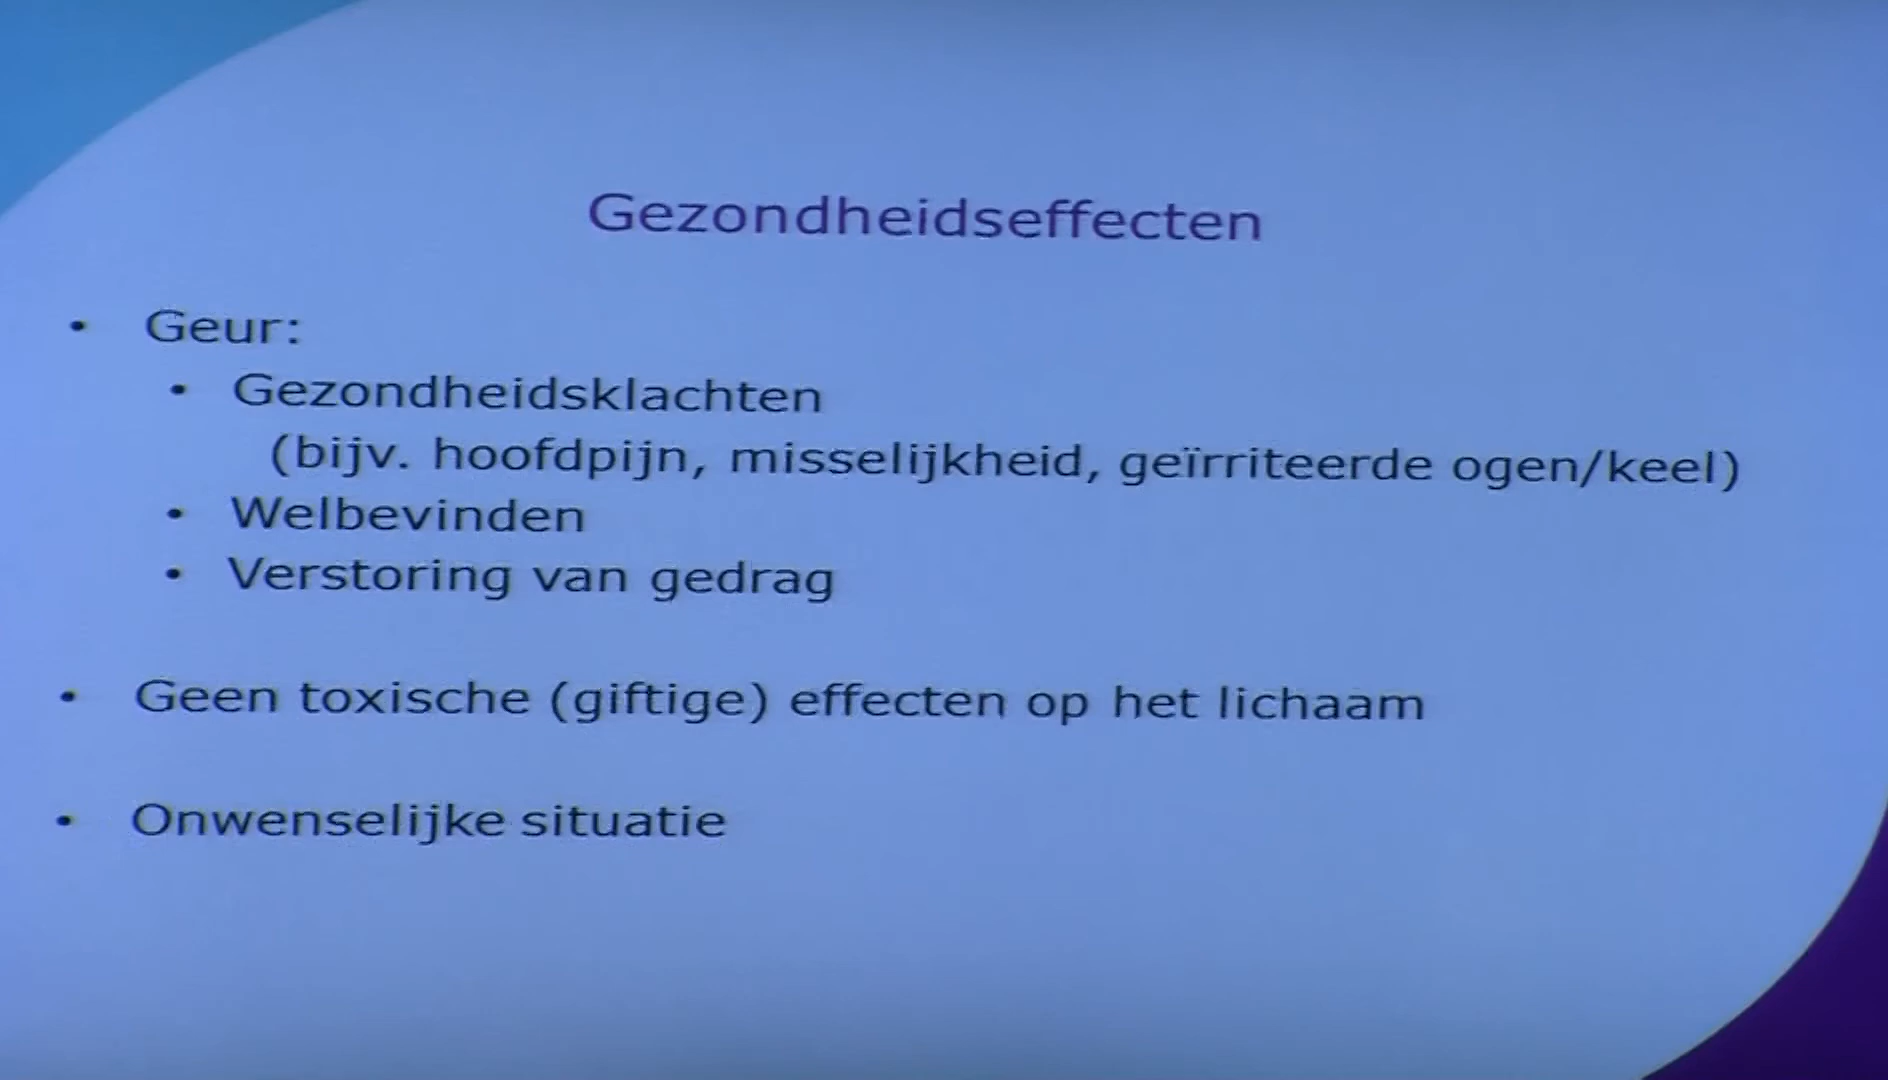 Gezondheidseffecten
• Geur:
• Gezondheidsklachten
(bijv. hoofdpijn, misselijkheid, geïrriteerde ogen/keel)
• Welbevinden
• Verstoring van gedrag
• Geen toxische (giftige) effecten op het lichaam
• Onwenselijke situatie